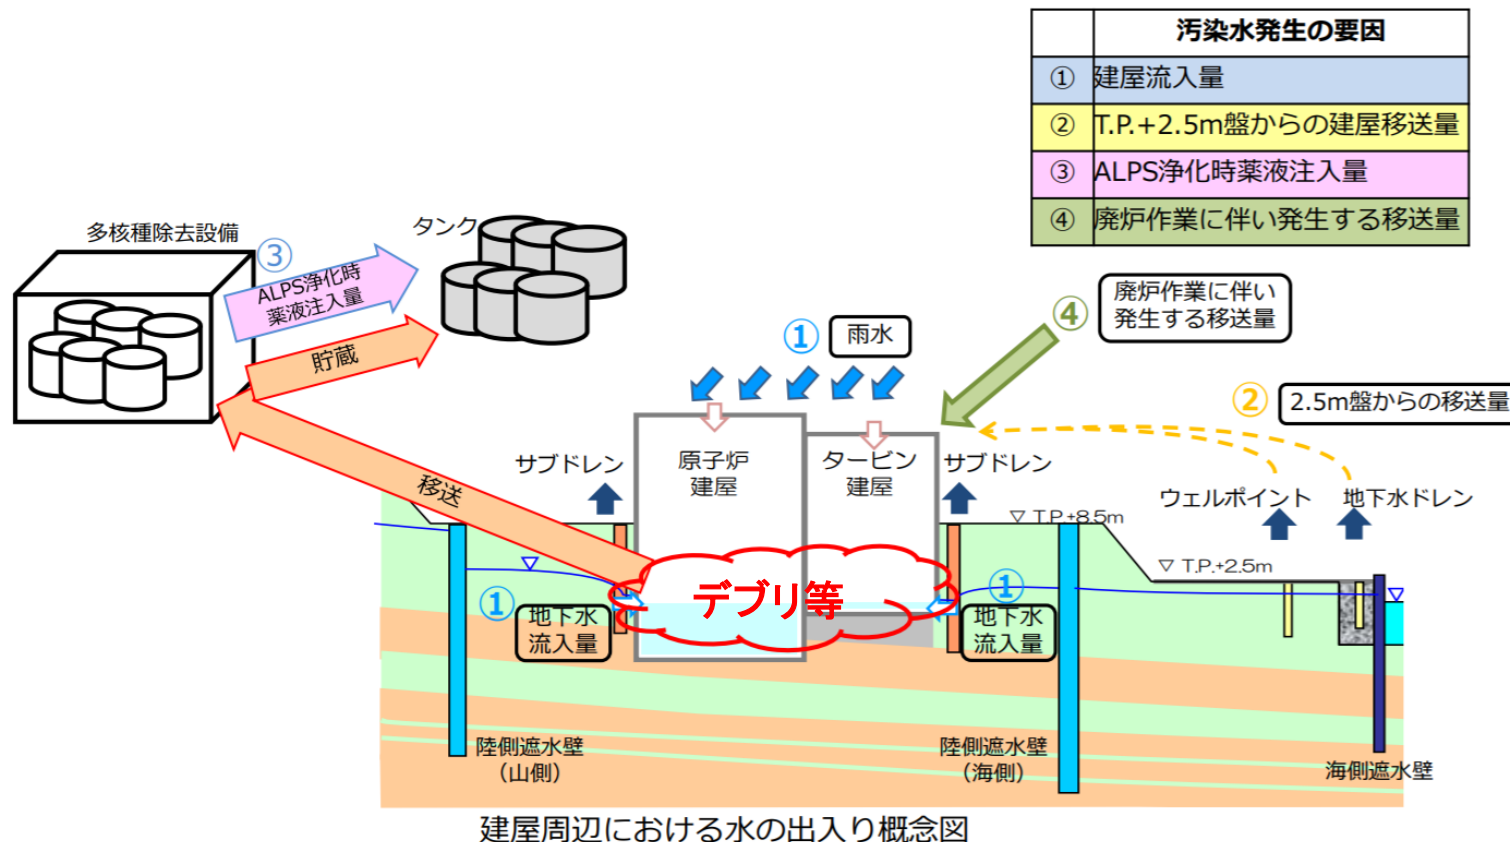 汚染水発生の要因
① 建屋流入量
② T.P.+2.5m盤からの建屋移送量
③ ALPS浄化時薬液注入量
④ 廃炉作業に伴い発生する移送量
多核種除去設備
タンク
③
ALPS浄化時
薬液注入量
貯蔵
移送
① 雨水
④ 廃炉作業に伴い
発生する移送量
② 2.5m盤からの移送量
サブドレン
原子炉
建屋
タービン
建屋
サブドレン
ウェルポイント
地下水ドレン
▽ T.P.+8.5m
▽ T.P.+2.5m
デブリ等
① 地下水
流入量
① 地下水
流入量
陸側遮水壁
（山側）
陸側遮水壁
（海側）
海側遮水壁
建屋周辺における水の出入り概念図